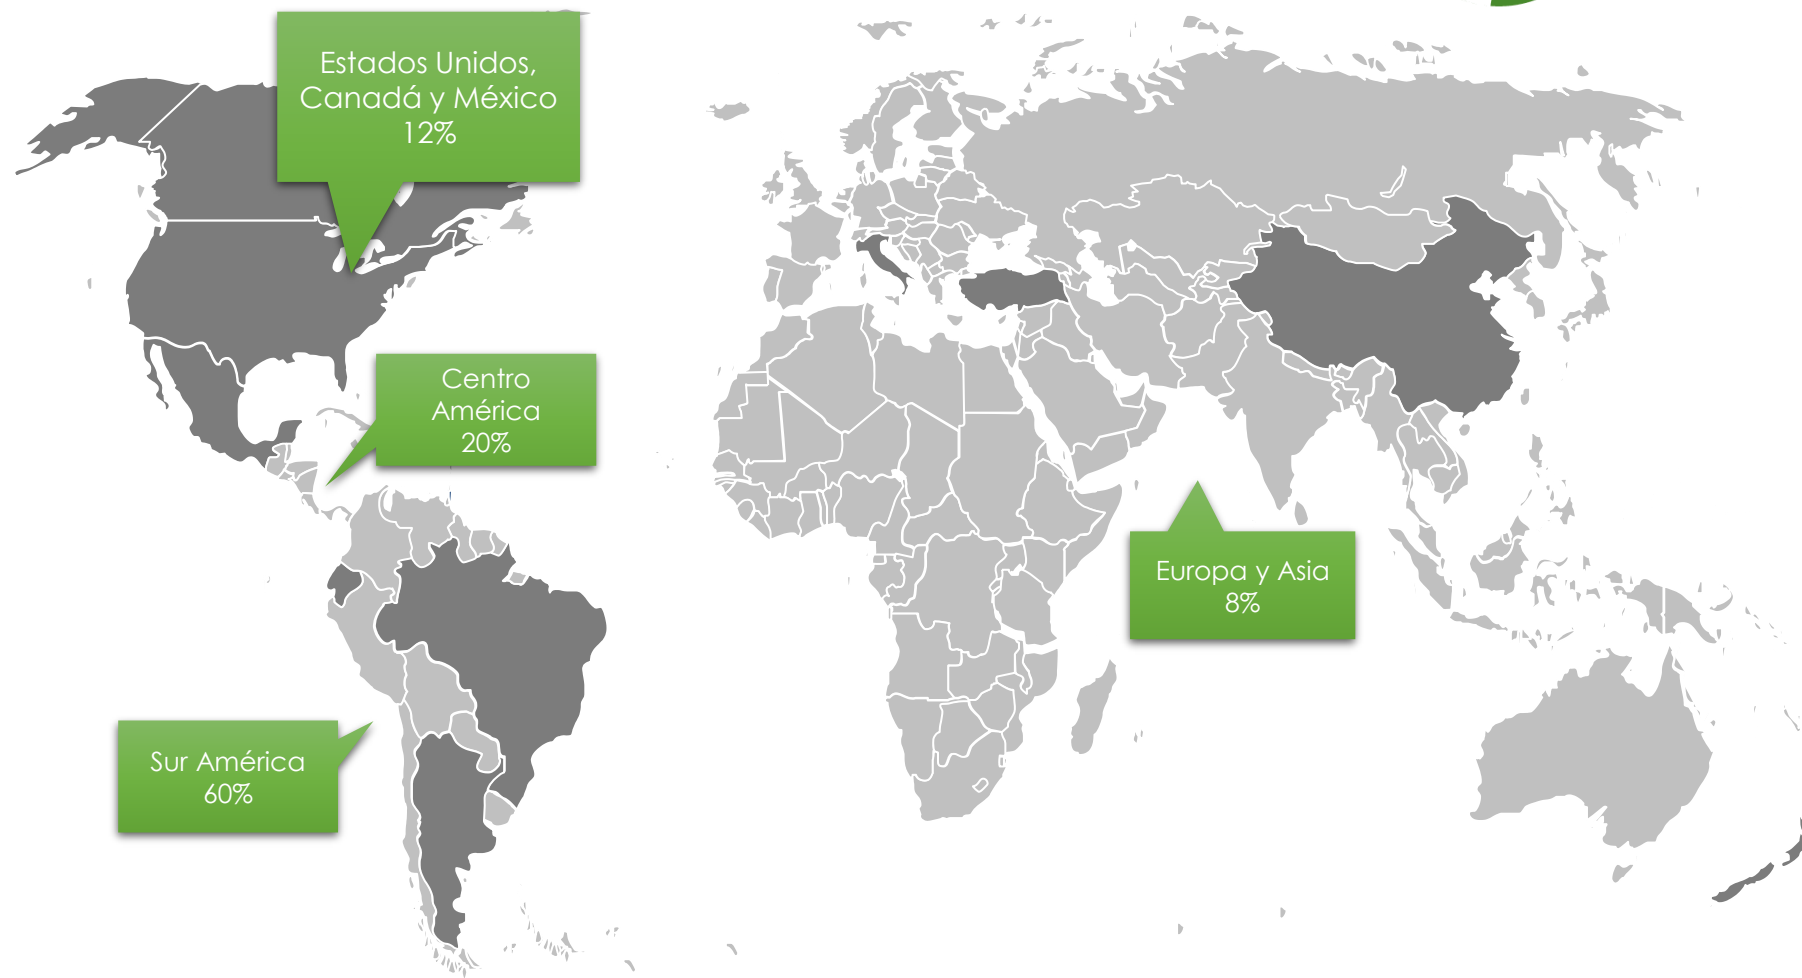 Estados Unidos,
Canadá y México
12%
Centro
América
20%
Europa y Asia
8%
Sur América
60%